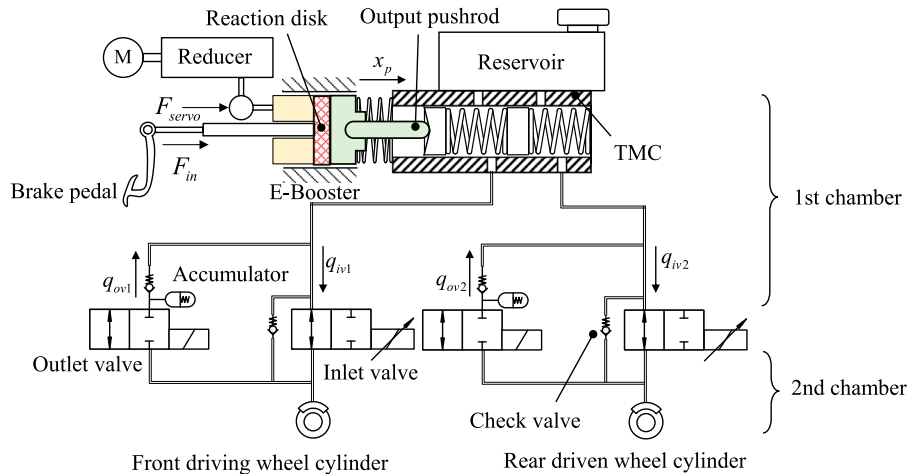 Reaction disk
Output pushrod
M
Reducer
x_p
Reservoir
F_servo
TMC
F_in
Brake pedal
E-Booster
1st chamber
q_ov1
Accumulator
q_iv1
q_ov2
q_iv2
Outlet valve
Inlet valve
Check valve
2nd chamber
Front driving wheel cylinder
Rear driven wheel cylinder